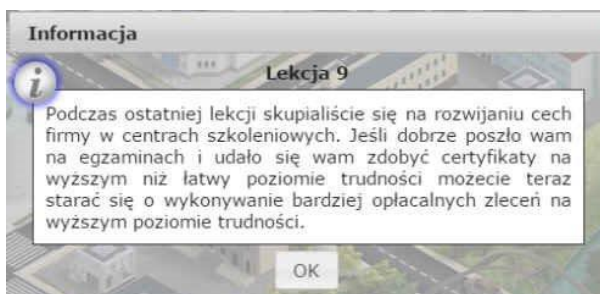 Informacja
Lekcja 9
i
Podczas ostatniej lekcji skupialiście się na rozwijaniu cech
firmy w centrach szkoleniowych. Jeśli dobrze poszło wam
na egzaminach i udało się wam zdobyć certyfikaty na
wyższym niż łatwy poziomie trudności możecie teraz
starać się o wykonywanie bardziej opłacalnych zleceń na
wyższym poziomie trudności.
OK